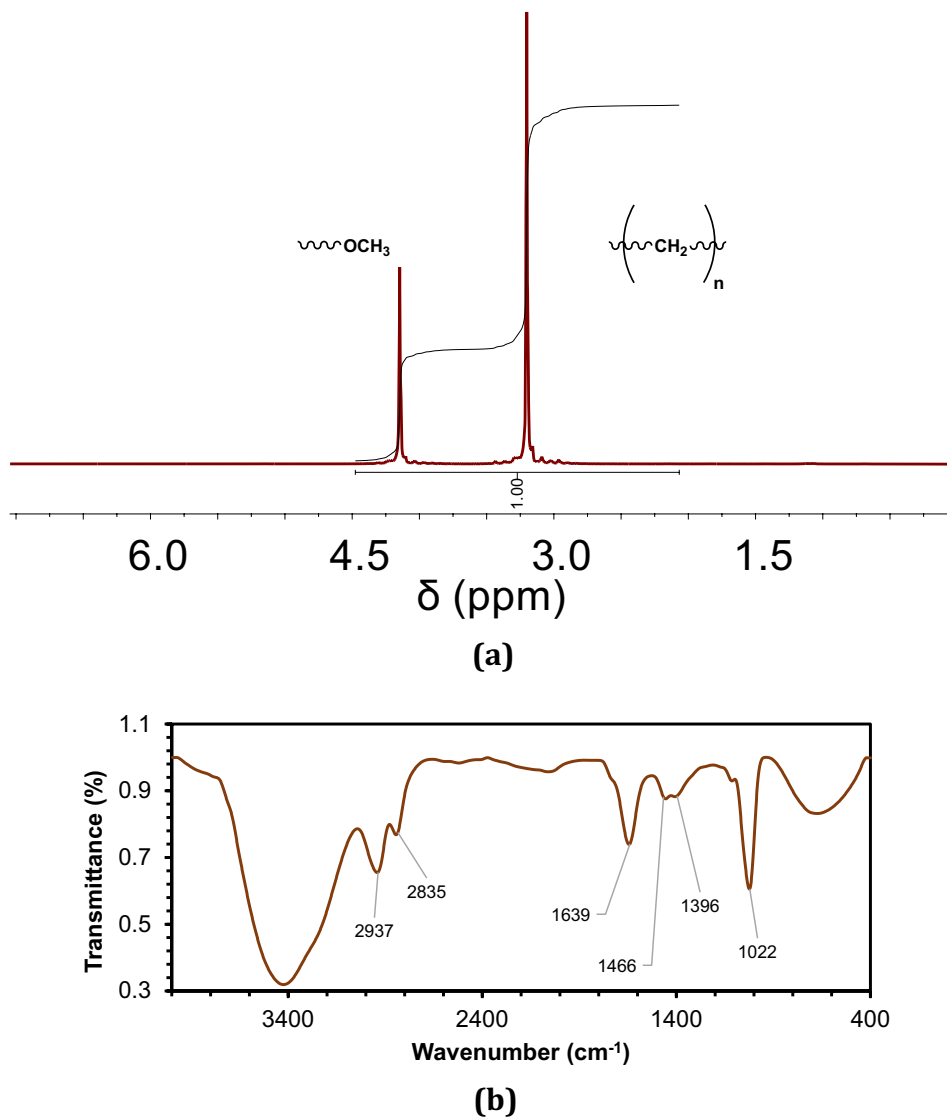 OCH₃
CH₂
n
1.00
6.0 4.5 3.0 1.5
δ (ppm)
(a)
1.1
0.9
0.7
0.5
0.3
Transmittance (%)
2937
2835
1639
1466
1396
1022
3400 2400 1400 400
Wavenumber (cm⁻¹)
(b)